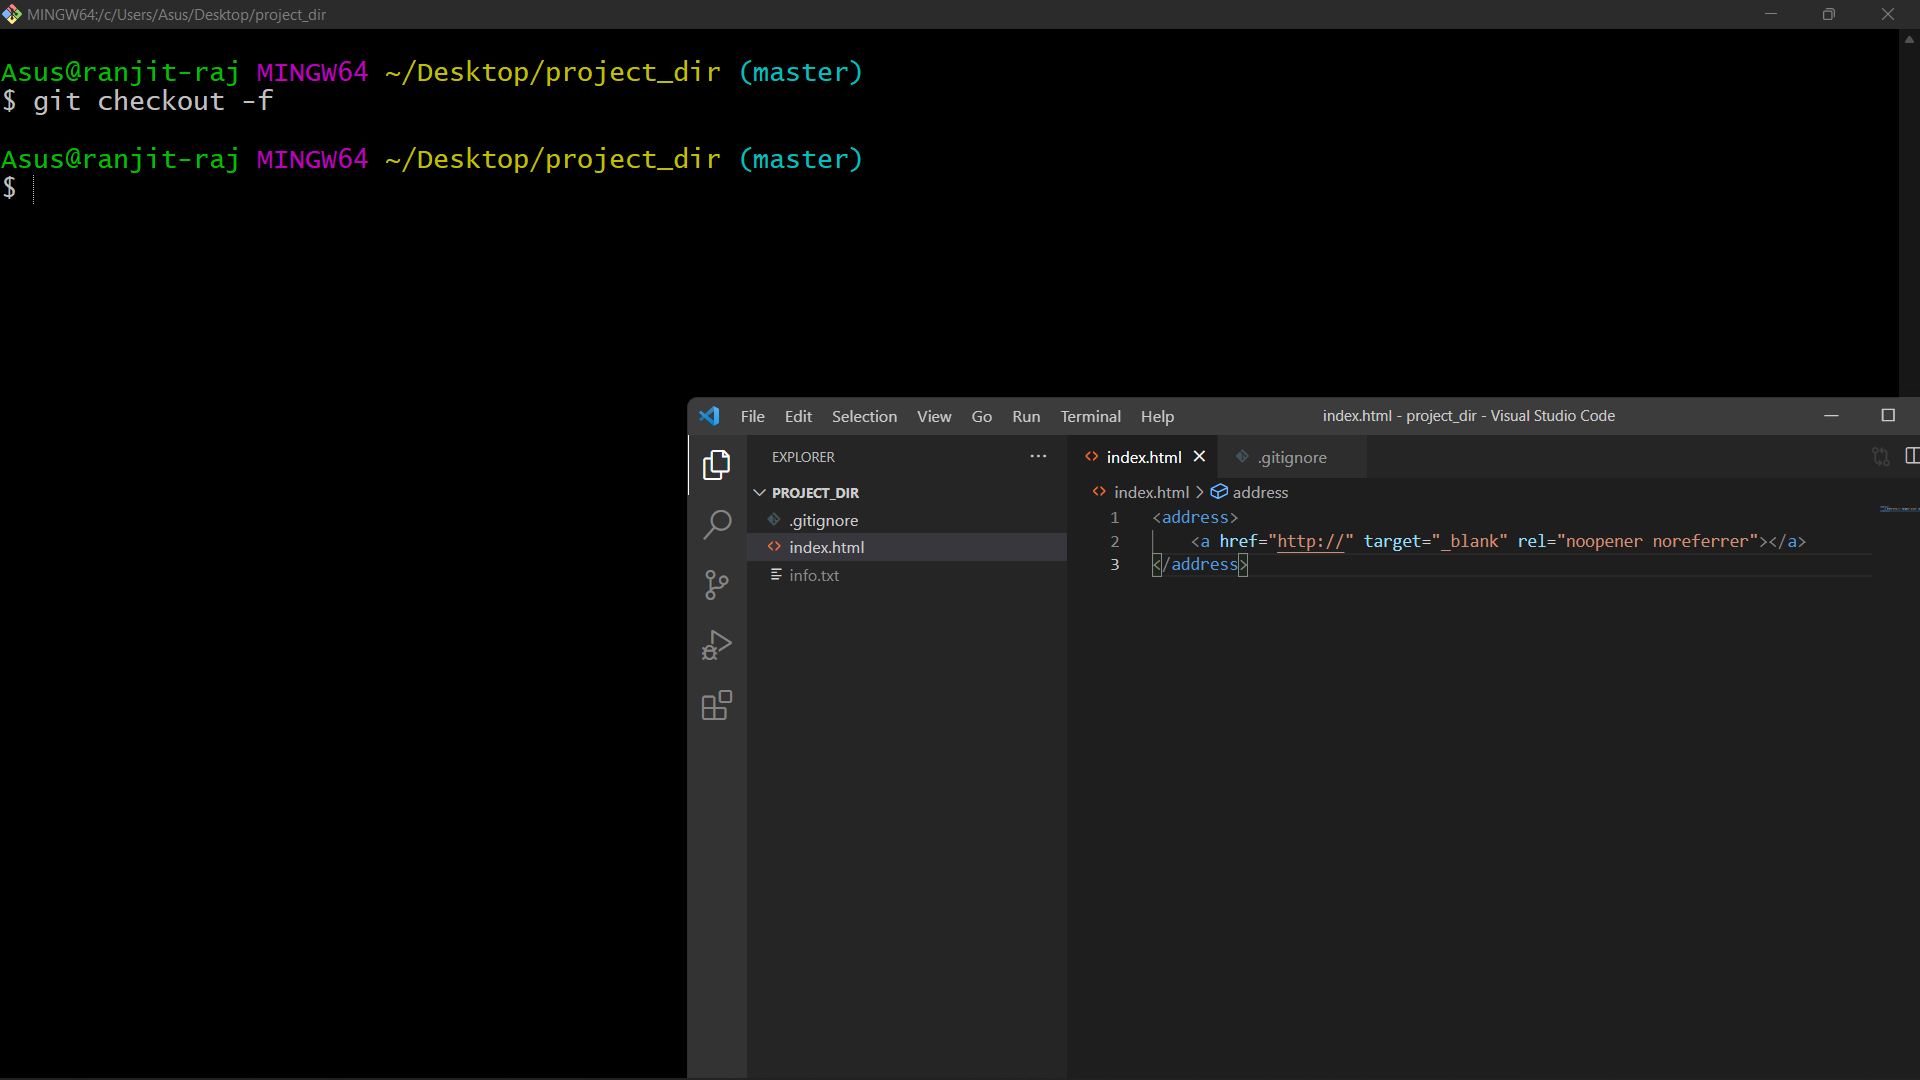 MINGW64:/c/Users/Asus/Desktop/project_dir
Asus@ranjit-raj MINGW64 ~/Desktop/project_dir (master)
$ git checkout -f
Asus@ranjit-raj MINGW64 ~/Desktop/project_dir (master)
$
File Edit Selection View Go Run Terminal Help index.html - project_dir - Visual Studio Code
EXPLORER ···
PROJECT_DIR
.gitignore
index.html
info.txt
index.html .gitignore
index.html > address
1 <address>
2 <a href="http://" target="_blank" rel="noopener noreferrer"></a>
3 </address>